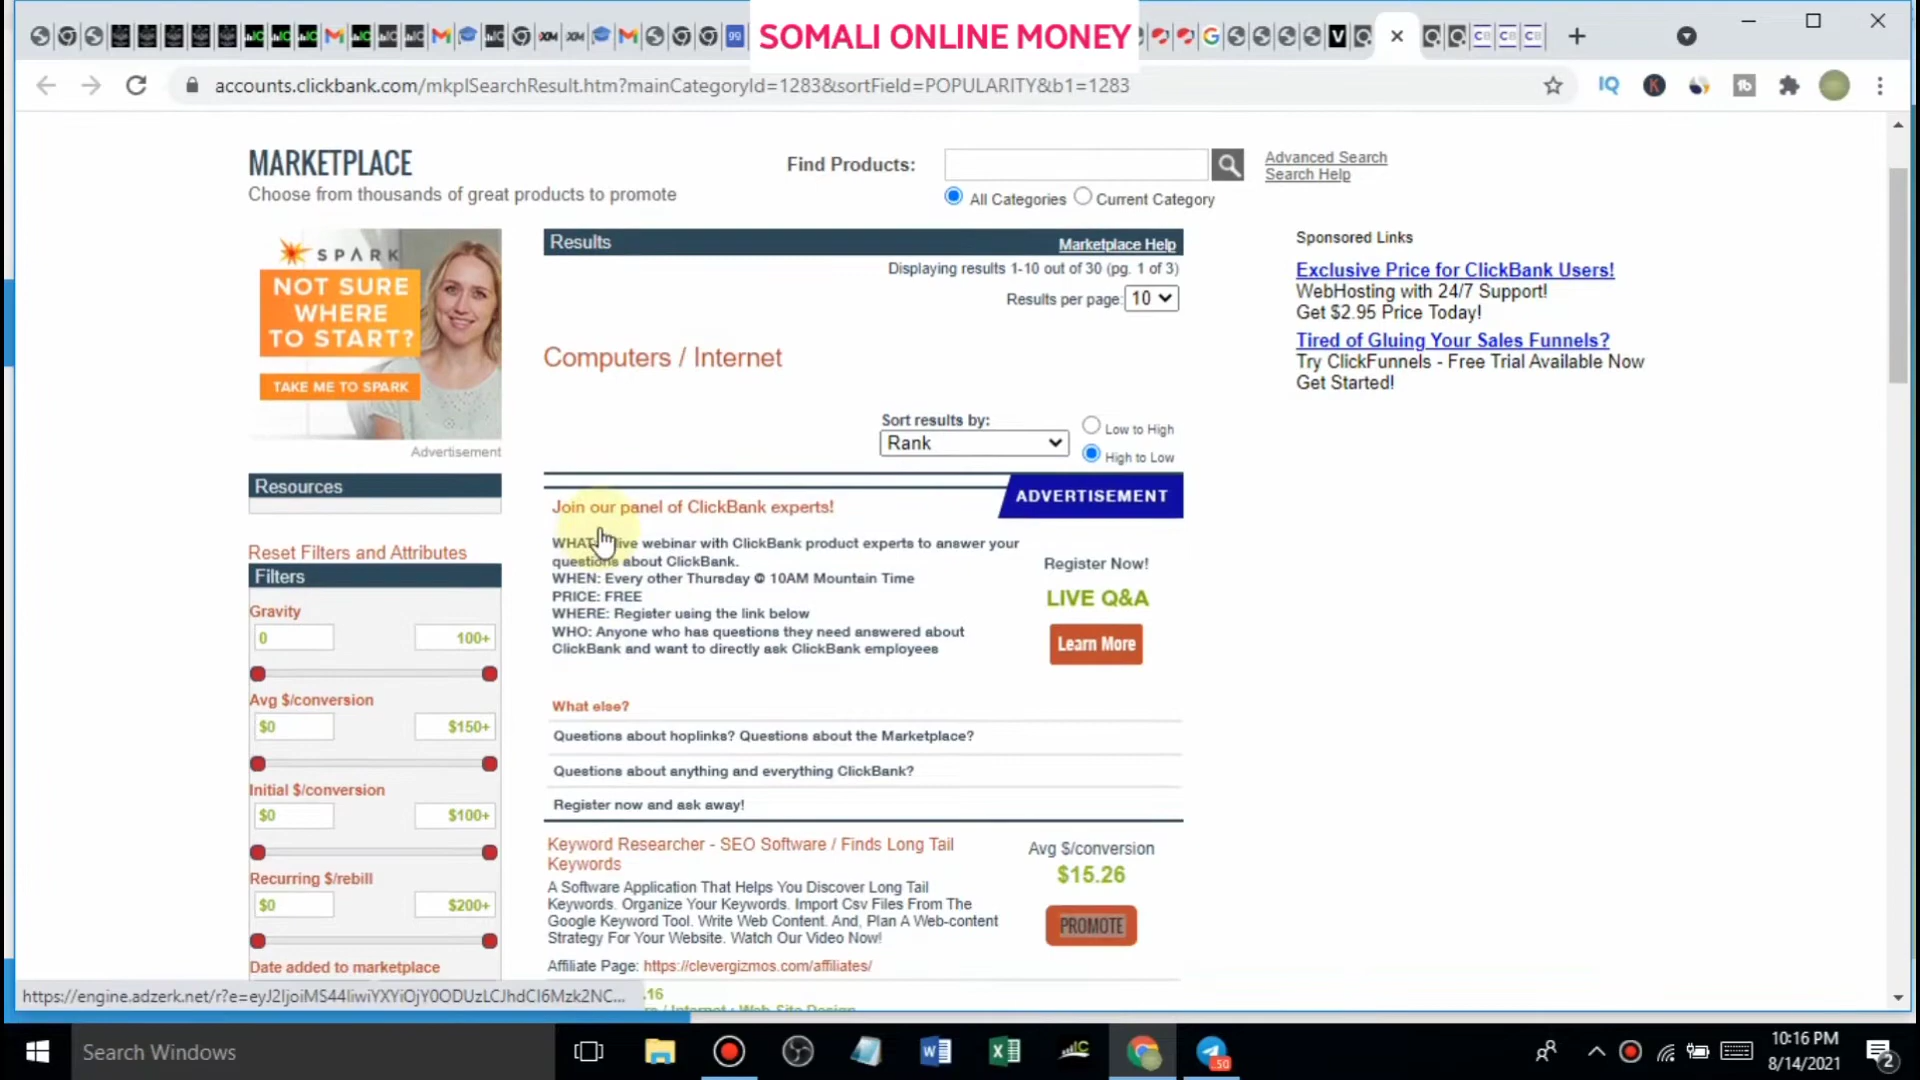 SOMALI ONLINE MONEY
accounts.clickbank.com/mkplSearchResult.htm?mainCategoryId=1283&sortField=POPULARITY&b1=1283
MARKETPLACE
Choose from thousands of great products to promote
Find Products:
Advanced Search
Search Help
All Categories
Current Category
SPARK
NOT SURE
WHERE
TO START?
TAKE ME TO SPARK
Advertisement
Resources
Reset Filters and Attributes
Filters
Gravity
0
100+
Avg $/conversion
$0
$150+
Initial $/conversion
$0
$100+
Recurring $/rebill
$0
$200+
Date added to marketplace
Results
Marketplace Help
Displaying results 1-10 out of 30 (pg. 1 of 3)
Results per page: 10
Computers / Internet
Sort results by:
Rank
Low to High
High to Low
ADVERTISEMENT
Join our panel of ClickBank experts!
live webinar with ClickBank product experts to answer your
questions about ClickBank.
WHEN: Every other Thursday @ 10AM Mountain Time
PRICE: FREE
WHERE: Register using the link below
WHO: Anyone who has questions they need answered about
ClickBank and want to directly ask ClickBank employees
Register Now!
LIVE Q&A
Learn More
What else?
Questions about hoplinks? Questions about the Marketplace?
Questions about anything and everything ClickBank?
Register now and ask away!
Keyword Researcher - SEO Software / Finds Long Tail
Keywords
A Software Application That Helps You Discover Long Tail
Keywords. Organize Your Keywords. Import Csv Files From The
Google Keyword Tool. Write Web Content. And, Plan A Web-content
Strategy For Your Website. Watch Our Video Now!
Affiliate Page: https://clevergizmos.com/affiliates/
Avg $/conversion
$15.26
PROMOTE
Sponsored Links
Exclusive Price for ClickBank Users!
WebHosting with 24/7 Support!
Get $2.95 Price Today!
Tired of Gluing Your Sales Funnels?
Try ClickFunnels - Free Trial Available Now
Get Started!
.16
Search Windows
50
10:16 PM
8/14/2021
2